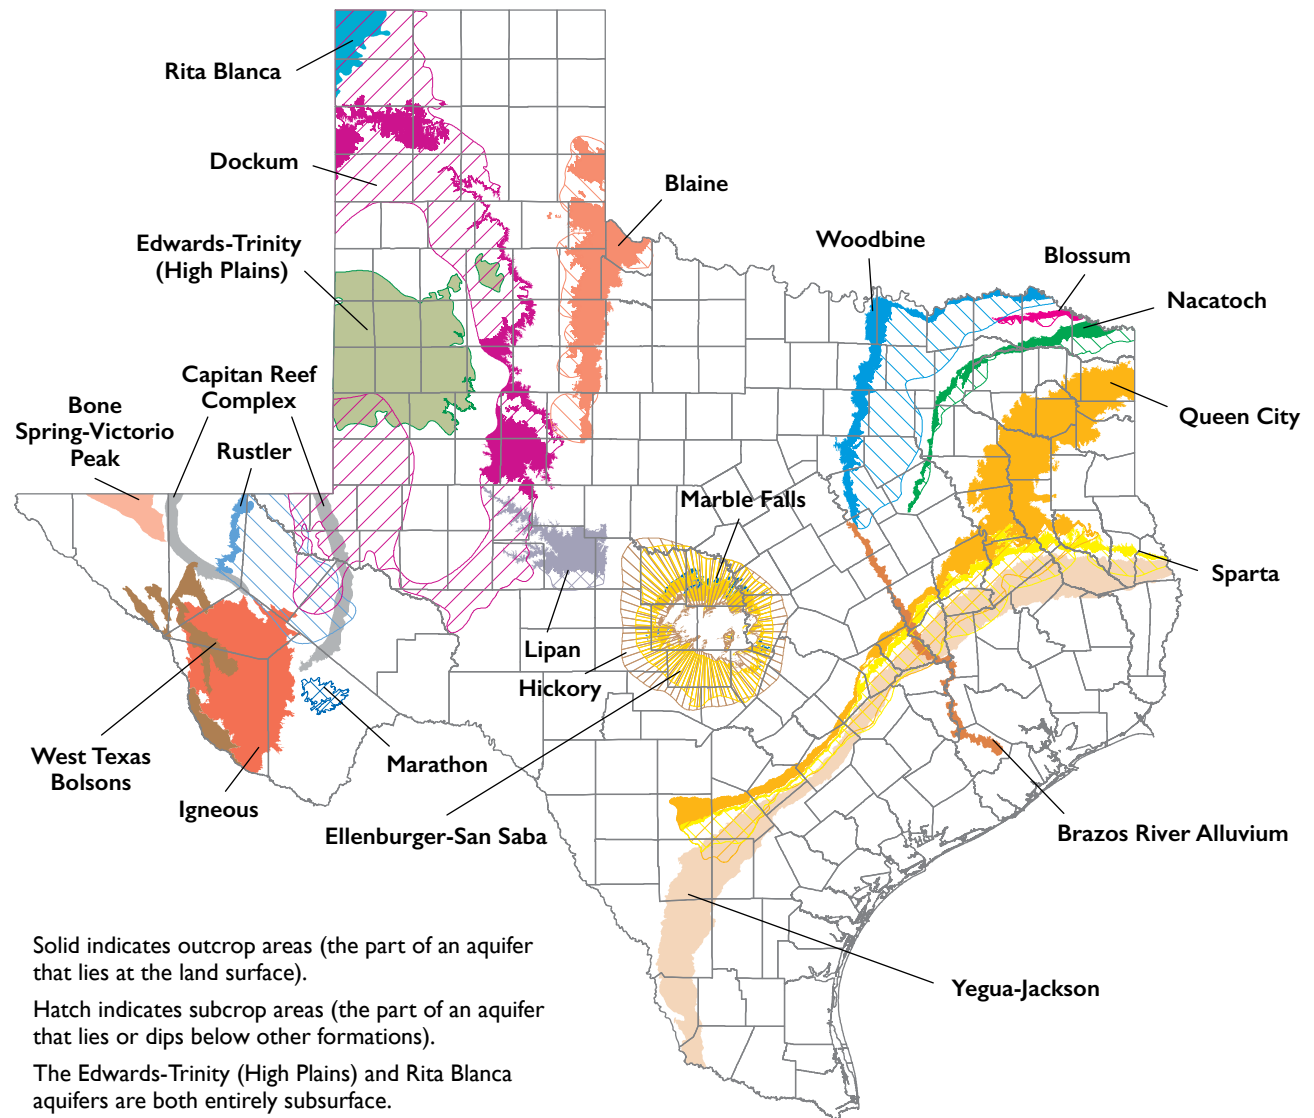 Rita Blanca
Dockum
Blaine
Edwards-Trinity
(High Plains)
Woodbine
Blossum
Nacatoch
Capitan Reef
Complex
Bone
Spring-Victorio
Peak
Rustler
Queen City
Marble Falls
Sparta
Lipan
Hickory
West Texas
Bolsons
Marathon
Igneous
Ellenburger-San Saba
Brazos River Alluvium
Yegua-Jackson
Solid indicates outcrop areas (the part of an aquifer
that lies at the land surface).
Hatch indicates subcrop areas (the part of an aquifer
that lies or dips below other formations).
The Edwards-Trinity (High Plains) and Rita Blanca
aquifers are both entirely subsurface.